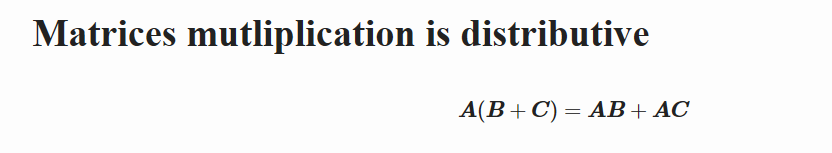 Matrices mutliplication is distributive
A(B + C) = AB + AC